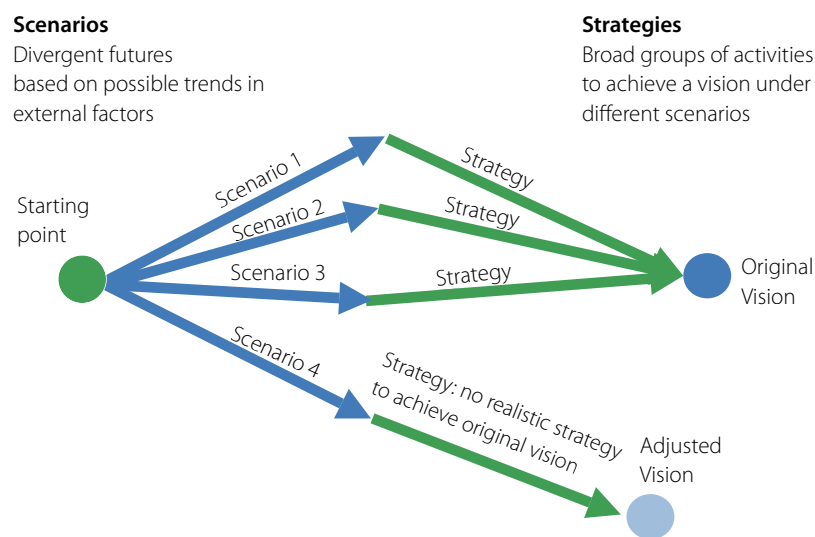 Scenarios
Divergent futures
based on possible trends in
external factors
Strategies
Broad groups of activities
to achieve a vision under
different scenarios
Starting
point
Scenario 1
Strategy
Scenario 2
Strategy
Scenario 3
Strategy
Original
Vision
Scenario 4
Strategy: no realistic strategy
to achieve original vision
Adjusted
Vision